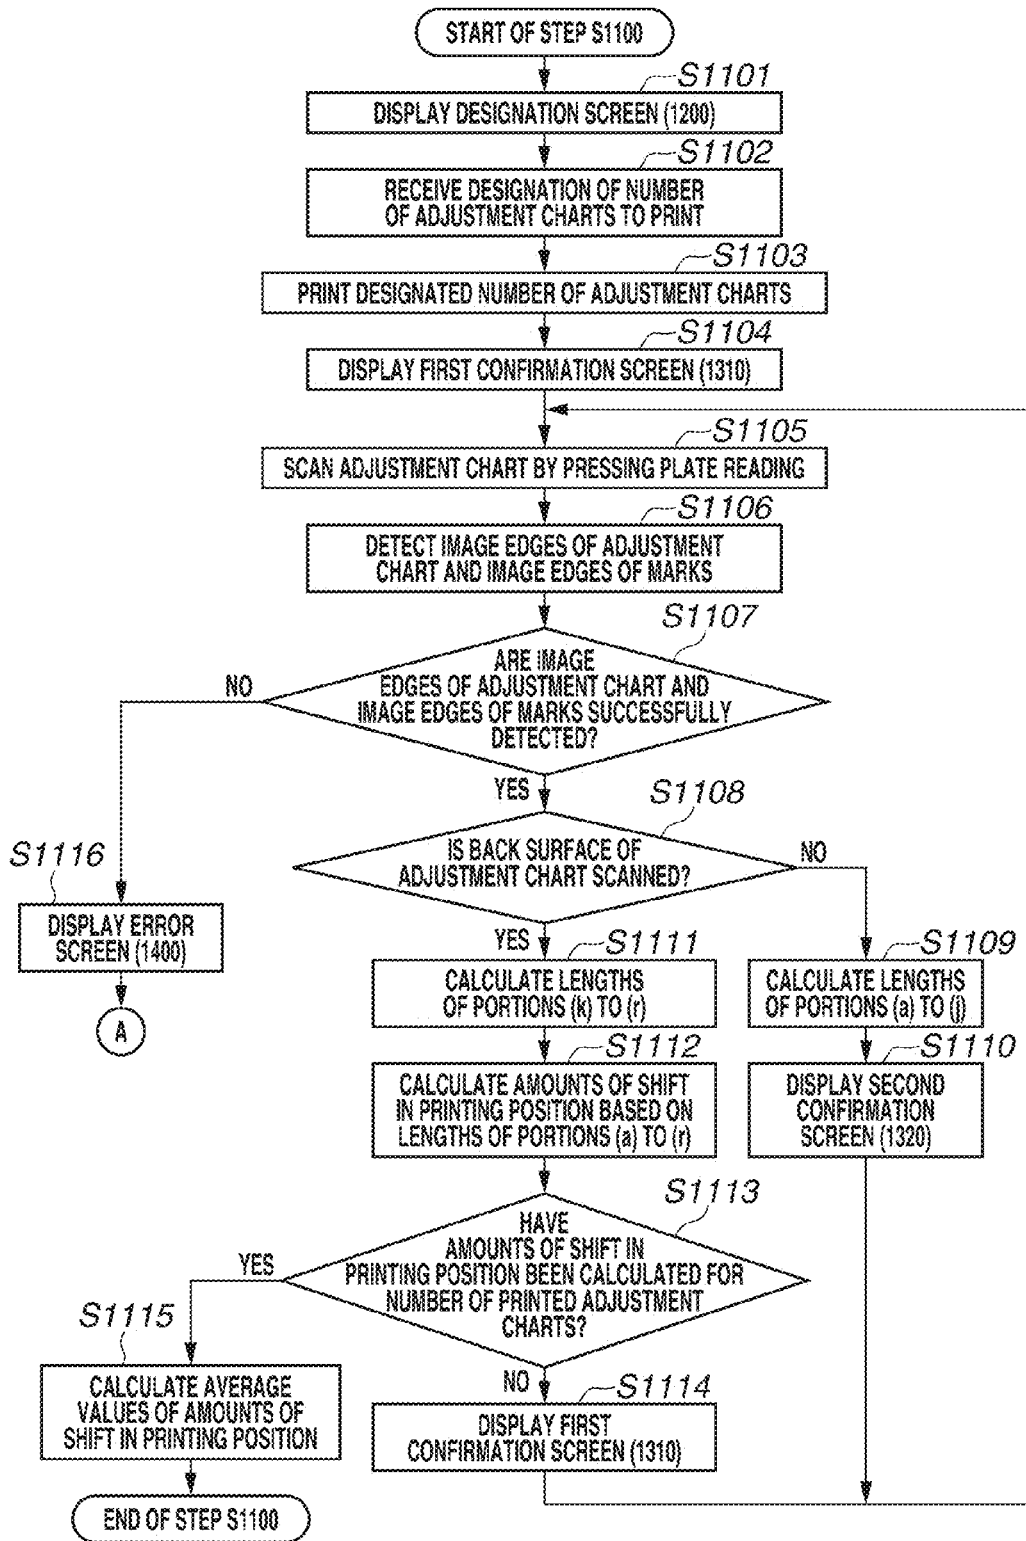 START OF STEP S1100
S1101
DISPLAY DESIGNATION SCREEN (1200)
S1102
RECEIVE DESIGNATION OF NUMBER
OF ADJUSTMENT CHARTS TO PRINT
S1103
PRINT DESIGNATED NUMBER OF ADJUSTMENT CHARTS
S1104
DISPLAY FIRST CONFIRMATION SCREEN (1310)
S1105
SCAN ADJUSTMENT CHART BY PRESSING PLATE READING
S1106
DETECT IMAGE EDGES OF ADJUSTMENT
CHART AND IMAGE EDGES OF MARKS
S1107
ARE IMAGE
EDGES OF ADJUSTMENT CHART AND
IMAGE EDGES OF MARKS SUCCESSFULLY
DETECTED?
NO
YES
S1108
IS BACK SURFACE OF
ADJUSTMENT CHART SCANNED?
NO
YES
S1116
DISPLAY ERROR
SCREEN (1400)
A
S1111
CALCULATE LENGTHS
OF PORTIONS (k) TO (r)
S1109
CALCULATE LENGTHS
OF PORTIONS (a) TO (j)
S1112
CALCULATE AMOUNTS OF SHIFT
IN PRINTING POSITION BASED ON
LENGTHS OF PORTIONS (a) TO (r)
S1110
DISPLAY SECOND
CONFIRMATION
SCREEN (1320)
S1113
HAVE
AMOUNTS OF SHIFT IN
PRINTING POSITION BEEN CALCULATED FOR
NUMBER OF PRINTED ADJUSTMENT
CHARTS?
YES
NO
S1115
CALCULATE AVERAGE
VALUES OF AMOUNTS OF
SHIFT IN PRINTING POSITION
S1114
DISPLAY FIRST
CONFIRMATION SCREEN (1310)
END OF STEP S1100